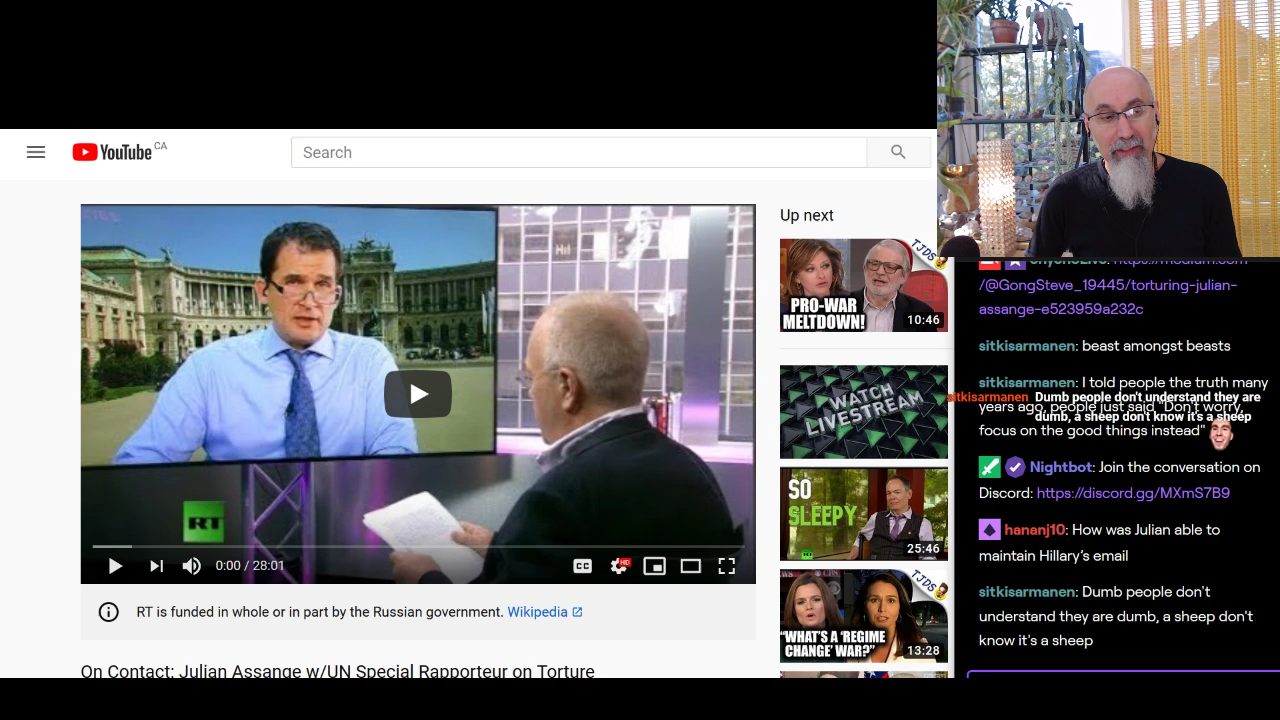 YouTube CA
Search
RT
0:00 / 28:01
CC
HD
RT is funded in whole or in part by the Russian government. Wikipedia
On Contact: Julian Assange w/UN Special Rapporteur on Torture
Up next
TJDS
PRO-WAR
MELTDOWN!
10:46
WATCH
LIVESTREAM
SO
SLEEPY
RT
25:46
TJDS
"WHAT'S A 'REGIME
CHANGE' WAR?"
13:28
/@GongSteve_19445/torturing-julian-
assange-e523959a232c
sitkisarmanen: beast amongst beasts
sitkisarmanen: I told people the truth many
years ago, people just said "Don't worry,
focus on the good things instead"
sitkisarmanen Dumb people don't understand they are
dumb, a sheep don't know it's a sheep
Nightbot: Join the conversation on
Discord: https://discord.gg/MXmS7B9
hananj10: How was Julian able to
maintain Hillary's email
sitkisarmanen: Dumb people don't
understand they are dumb, a sheep don't
know it's a sheep